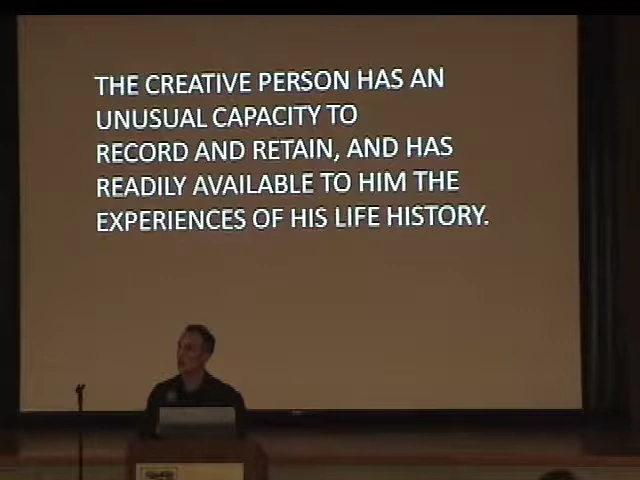 THE CREATIVE PERSON HAS AN
UNUSUAL CAPACITY TO
RECORD AND RETAIN, AND HAS
READILY AVAILABLE TO HIM THE
EXPERIENCES OF HIS LIFE HISTORY.